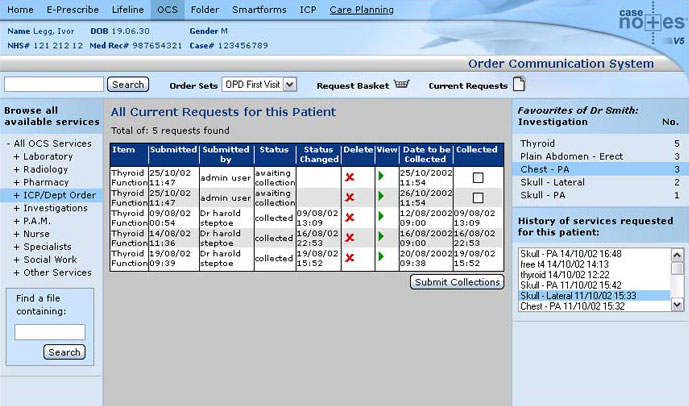 Home E-Prescribe Lifeline OCS Folder Smartforms ICP Care Planning
case notes V5
Name Legg, Ivor DOB 19.06.30 Gender M
NHS# 121 212 12 Med Rec# 987654321 Case# 123456789
Order Communication System
Search Order Sets OPD First Visit Request Basket Current Requests
Browse all
available services
- All OCS Services
+ Laboratory
+ Radiology
+ Pharmacy
+ ICP/Dept Order
+ Investigations
+ P.A.M.
+ Nurse
+ Specialists
+ Social Work
+ Other Services
Find a file
containing:
Search
All Current Requests for this Patient
Total of: 5 requests found
Item Submitted Submitted by Status Status Changed Delete View Date to be Collected Collected
Thyroid Function 25/10/02 11:47 admin user awaiting collection 25/10/2002 11:54
Thyroid Function 25/10/02 11:47 admin user awaiting collection 26/10/2002 11:54
Thyroid Function 09/08/02 00:54 Dr harold steptoe collected 09/08/02 13:09 12/08/2002 09:00 09/08/02 13:09
Thyroid Function 14/08/02 11:36 Dr harold steptoe collected 16/08/02 22:53 16/08/2002 09:00 16/08/02 22:53
Thyroid Function 19/08/02 09:39 Dr harold steptoe collected 19/08/02 15:52 20/08/2002 09:38 19/08/02 15:52
Submit Collections
Favourites of Dr Smith:
Investigation No.
Thyroid 5
Plain Abdomen - Erect 3
Chest - PA 3
Skull - Lateral 2
Skull - PA 1
History of services requested
for this patient:
Skull - PA 14/10/02 16:48
free t4 14/10/02 14:13
thyroid 14/10/02 12:22
Skull - PA 11/10/02 15:42
Skull - Lateral 11/10/02 15:33
Chest - PA 11/10/02 15:32